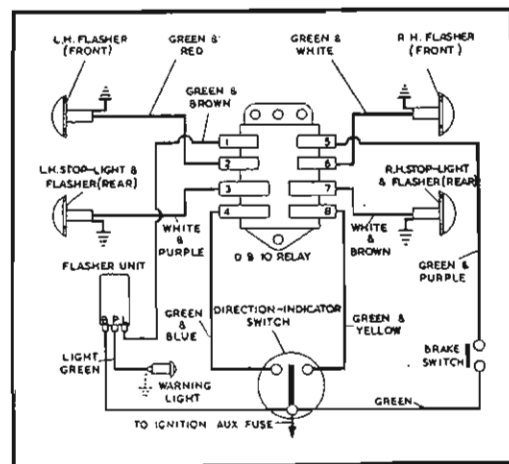 L.H. FLASHER
(FRONT)
GREEN &
RED
GREEN &
WHITE
R H. FLASHER
(FRONT)
GREEN &
BROWN
1
5
2
6
L.H.STOP-LIGHT &
FLASHER(REAR)
3
7
R.H.STOP-LIGHT
& FLASHER(REAR)
4
8
WHITE
&
PURPLE
WHITE
&
BROWN
D B 10 RELAY
FLASHER UNIT
GREEN &
PURPLE
B P L
GREEN
& BLUE
DIRECTION-INDICATOR
SWITCH
GREEN &
YELLOW
LIGHT
GREEN
BRAKE
SWITCH
WARNING
LIGHT
GREEN
TO IGNITION AUX FUSE